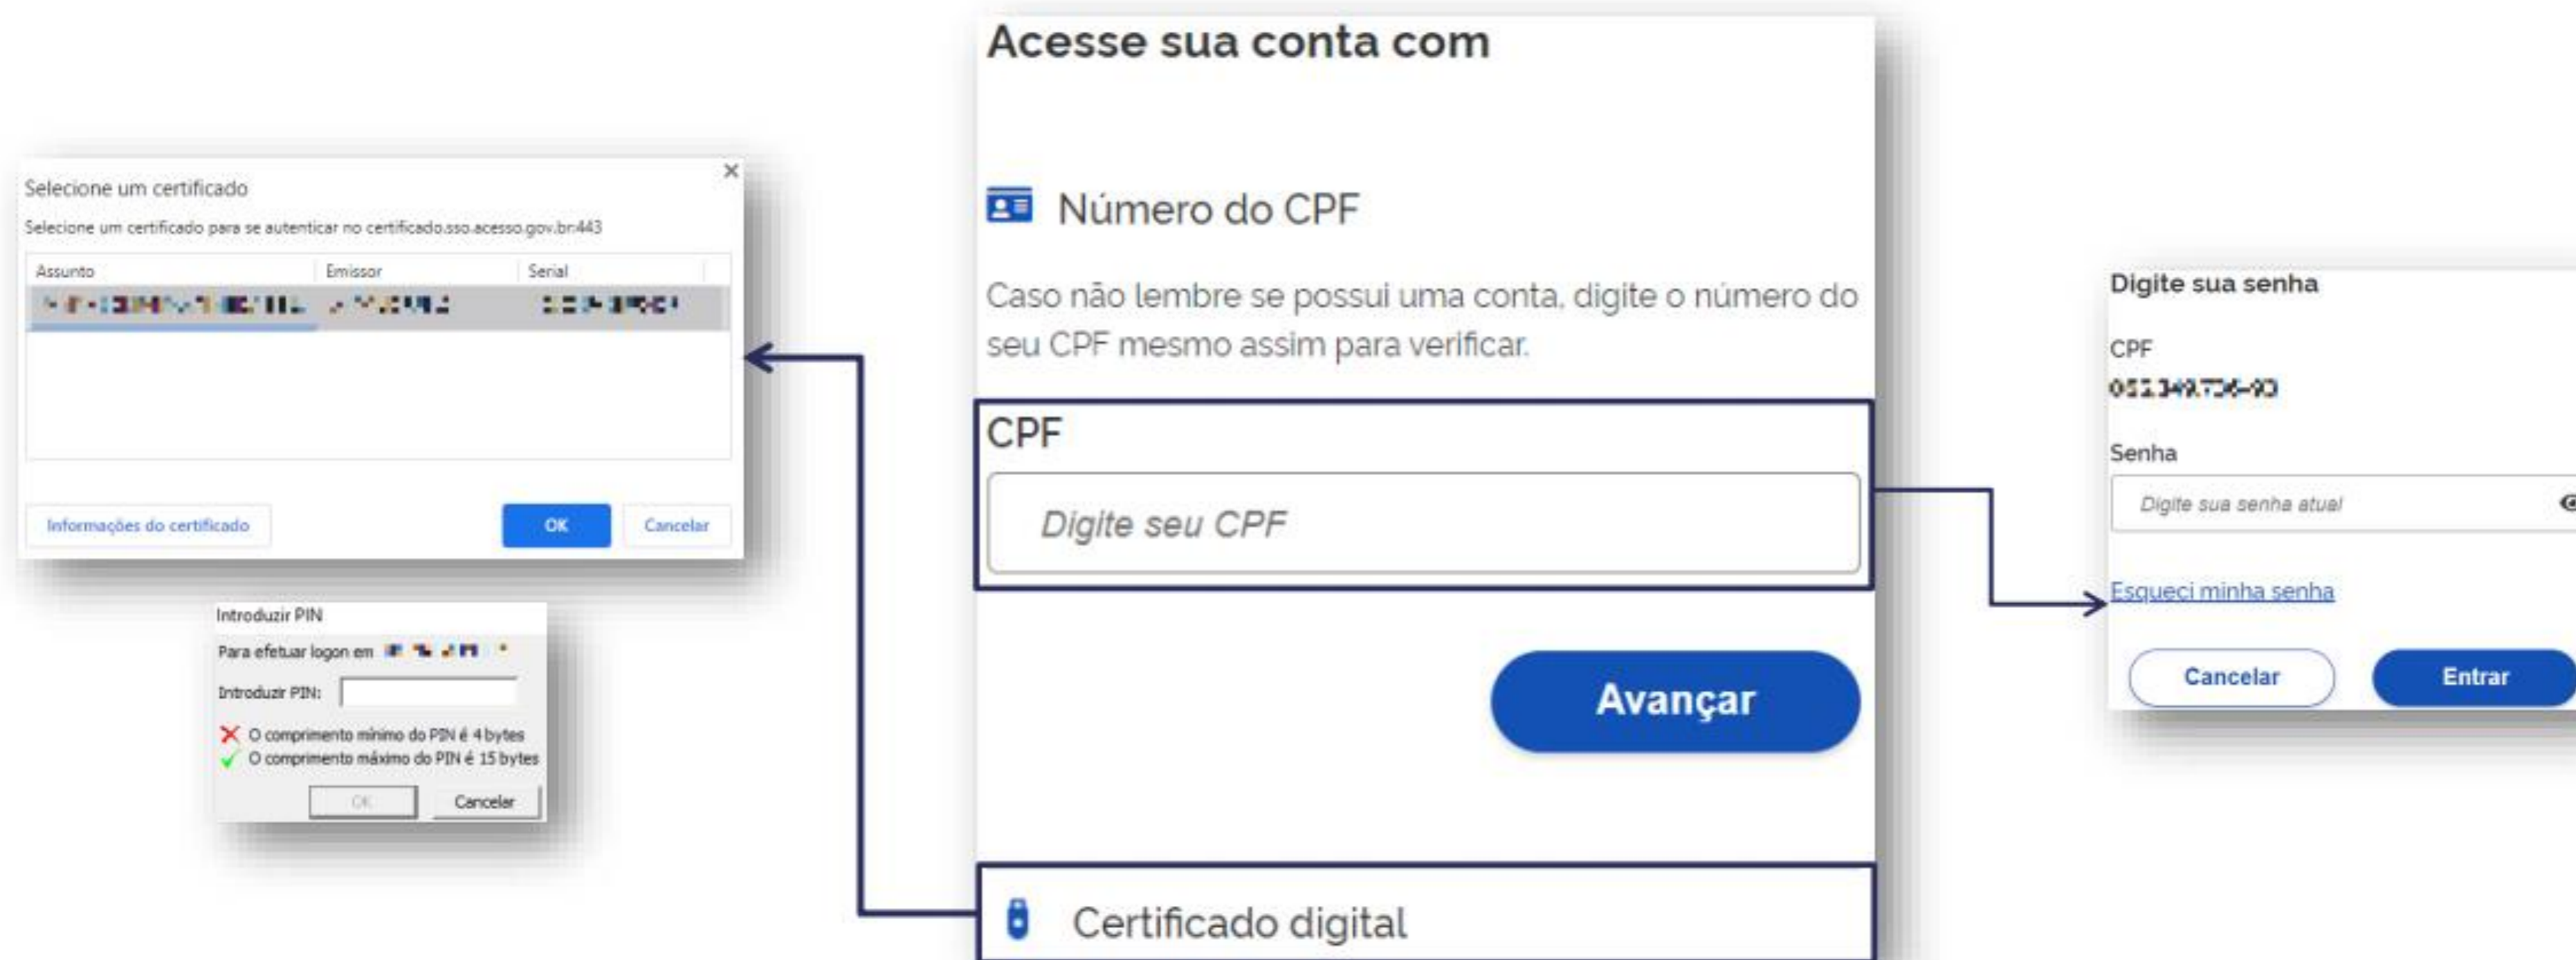 Selecione um certificado
Selecione um certificado para se autenticar no certificado.sso.acesso.gov.br:443
Assunto Emissor Serial
Informações do certificado OK Cancelar
Introduzir PIN
Para efetuar logon em
Introduzir PIN:
O comprimento mínimo do PIN é 4 bytes
O comprimento máximo do PIN é 15 bytes
OK Cancelar
Acesse sua conta com
Número do CPF
Caso não lembre se possui uma conta, digite o número do
seu CPF mesmo assim para verificar.
CPF
Digite seu CPF
Avançar
Certificado digital
Digite sua senha
CPF
Senha
Digite sua senha atual
Esqueci minha senha
Cancelar Entrar